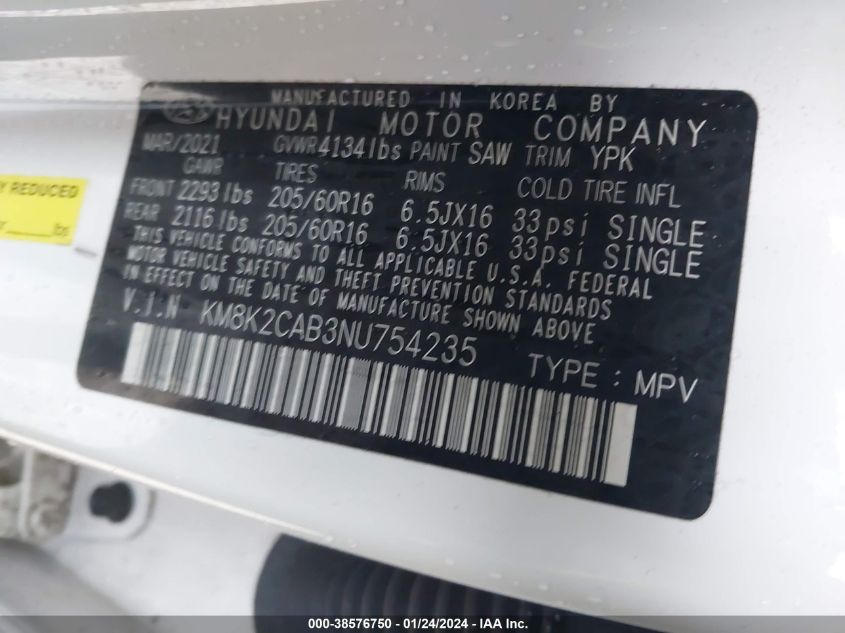 MANUFACTURED IN KOREA BY
HYUNDAI MOTOR COMPANY
MAR/2021 GVWR 4134lbs PAINT SAW TRIM YPK
GAWR TIRES RIMS COLD TIRE INFL
FRONT 2293lbs 205/60R16 6.5JX16 33psi SINGLE
REAR 2116lbs 205/60R16 6.5JX16 33psi SINGLE
THIS VEHICLE CONFORMS TO ALL APPLICABLE U.S.A. FEDERAL
MOTOR VEHICLE SAFETY AND THEFT PREVENTION STANDARDS
IN EFFECT ON THE DATE OF MANUFACTURE SHOWN ABOVE
V.I.N KM8K2CAB3NU754235
TYPE : MPV
Y REDUCED
lbs
000-38576750 - 01/24/2024 - IAA Inc.